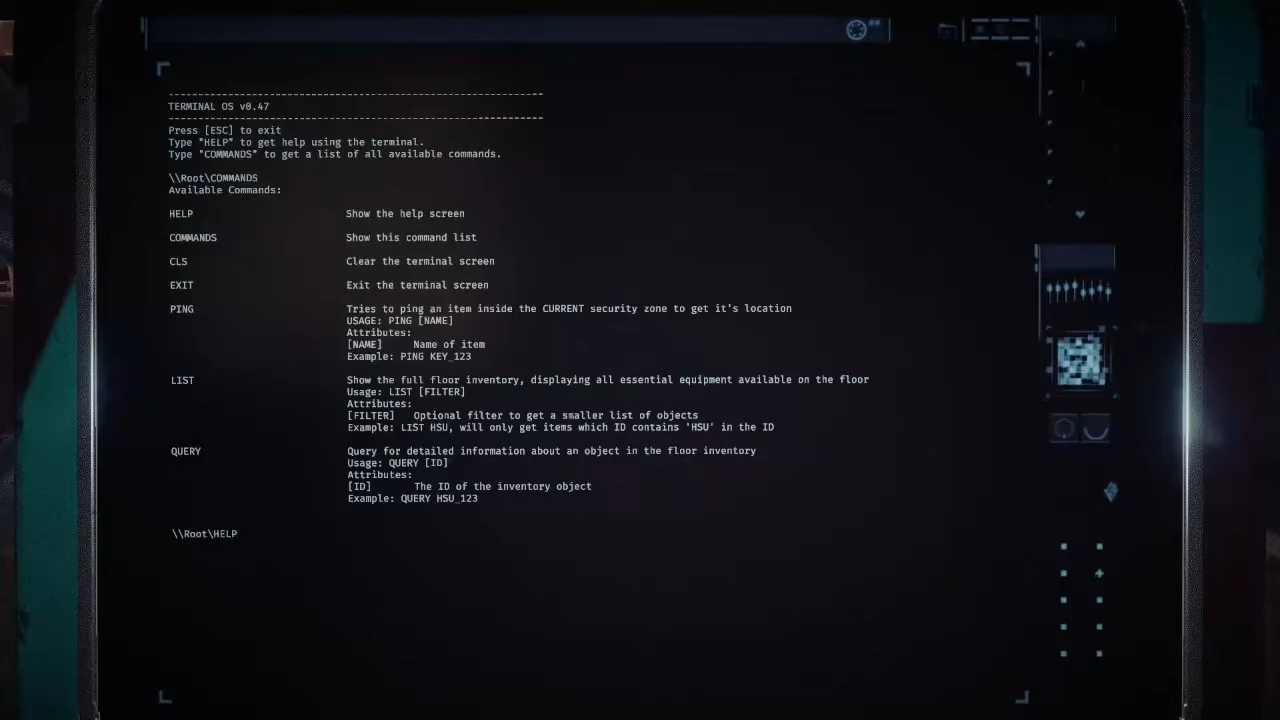 TERMINAL OS v0.47
Press [ESC] to exit
Type "HELP" to get help using the terminal.
Type "COMMANDS" to get a list of all available commands.
\\Root\COMMANDS
Available Commands:
HELP Show the help screen
COMMANDS Show this command list
CLS Clear the terminal screen
EXIT Exit the terminal screen
PING Tries to ping an item inside the CURRENT security zone to get it's location
USAGE: PING [NAME]
Attributes:
[NAME] Name of item
Example: PING KEY_123
LIST Show the full floor inventory, displaying all essential equipment available on the floor
Usage: LIST [FILTER]
Attributes:
[FILTER] Optional filter to get a smaller list of objects
Example: LIST HSU, will only get items which ID contains 'HSU' in the ID
QUERY Query for detailed information about an object in the floor inventory
Usage: QUERY [ID]
Attributes:
[ID] The ID of the inventory object
Example: QUERY HSU_123
\\Root\HELP